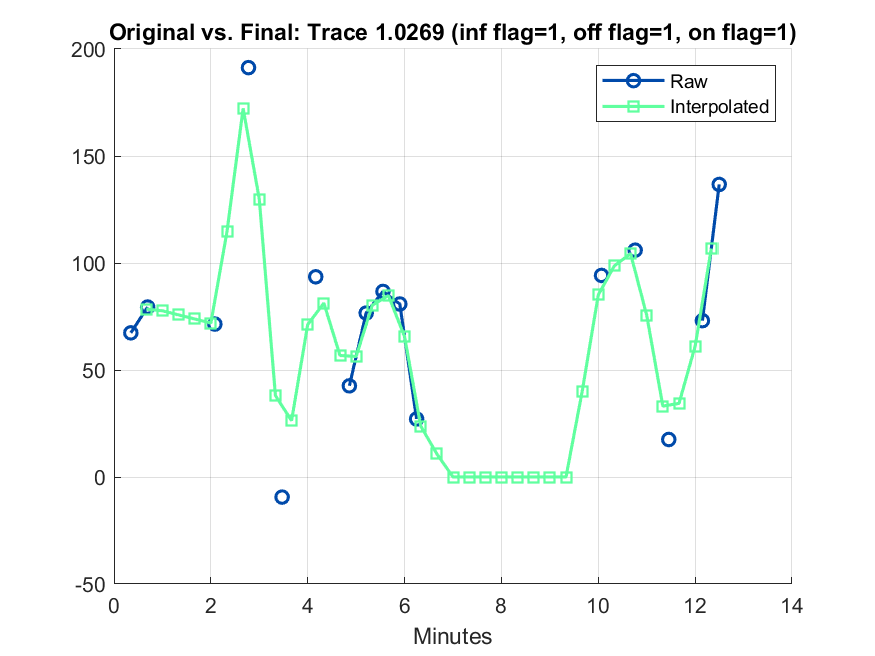 Original vs. Final: Trace 1.0269 (inf flag=1, off flag=1, on flag=1)
200
150
100
50
0
-50
0 2 4 6 8 10 12 14
Minutes
Raw
Interpolated